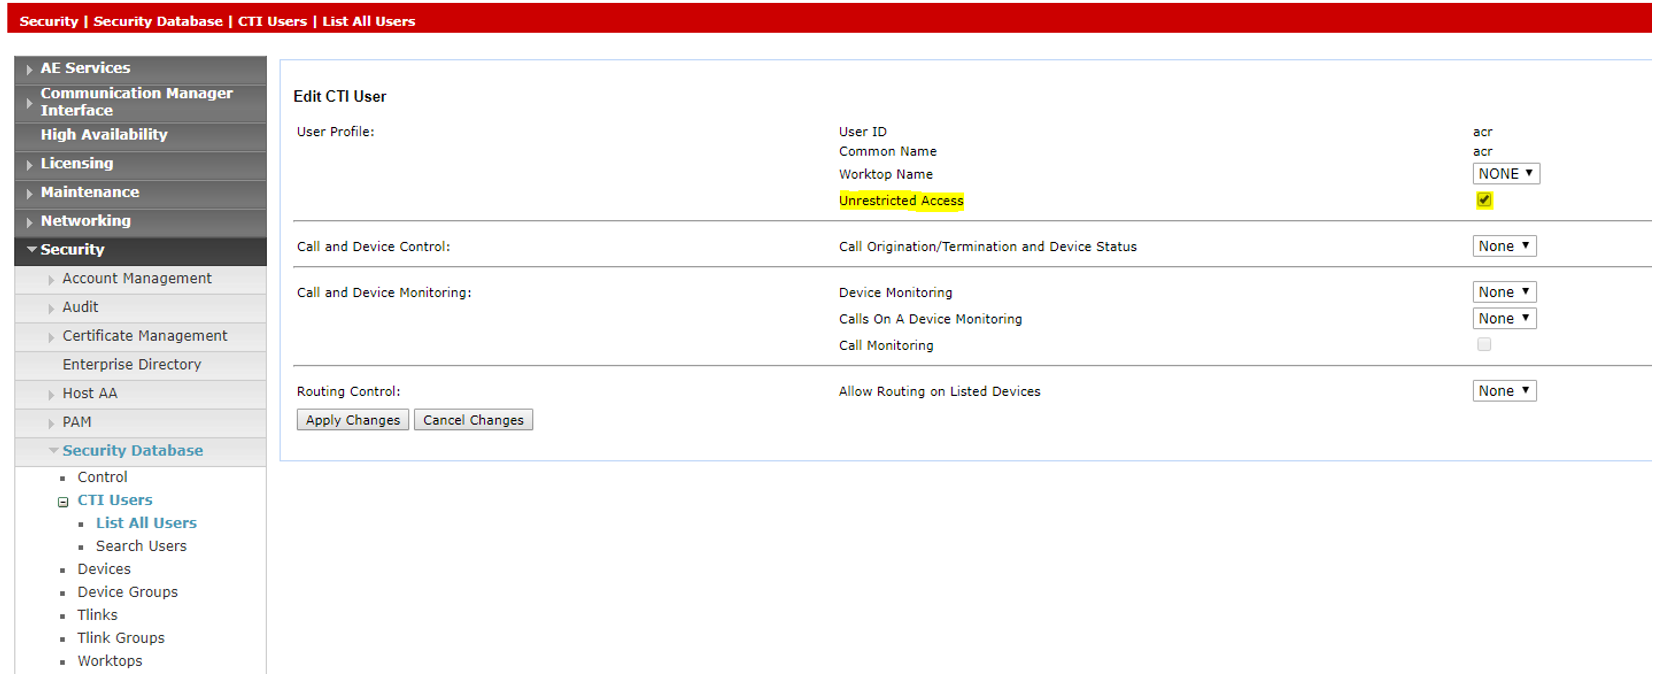 Security | Security Database | CTI Users | List All Users
AE Services
Communication Manager
Interface
High Availability
Licensing
Maintenance
Networking
Security
Account Management
Audit
Certificate Management
Enterprise Directory
Host AA
PAM
Security Database
Control
CTI Users
List All Users
Search Users
Devices
Device Groups
Tlinks
Tlink Groups
Worktops
Edit CTI User
User Profile: User ID acr
Common Name acr
Worktop Name NONE
Unrestricted Access
Call and Device Control: Call Origination/Termination and Device Status None
Call and Device Monitoring: Device Monitoring None
Calls On A Device Monitoring None
Call Monitoring
Routing Control: Allow Routing on Listed Devices None
Apply Changes Cancel Changes